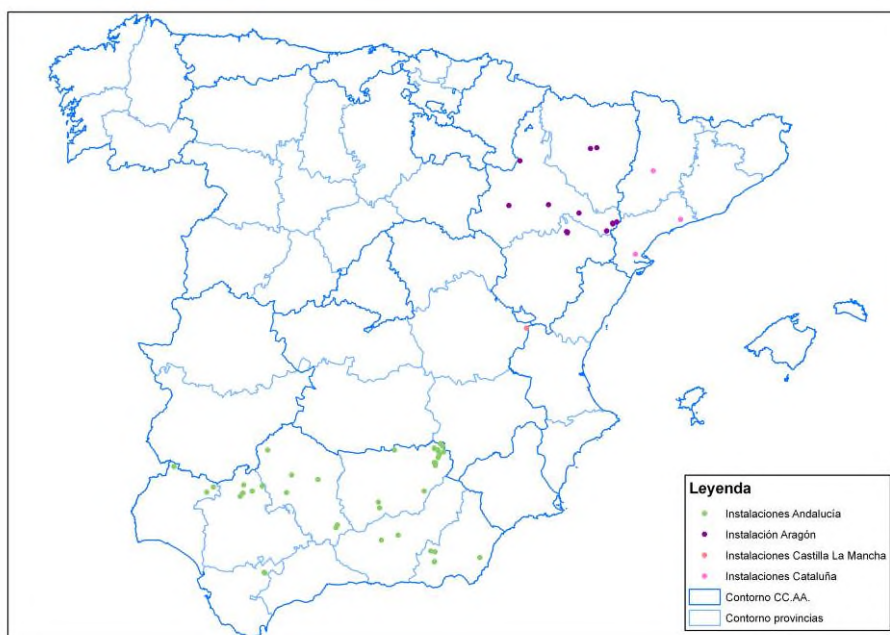 Leyenda
Instalaciones Andalucía
Instalación Aragón
Instalaciones Castilla La Mancha
Instalaciones Cataluña
Contorno CC.AA.
Contorno provincias